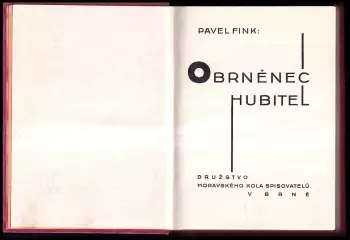 PAVEL FINK:
OBRNĚNEC
HUBITEL
DRUŽSTVO
MORAVSKÉHO KOLA SPISOVATELŮ
V BRNĚ